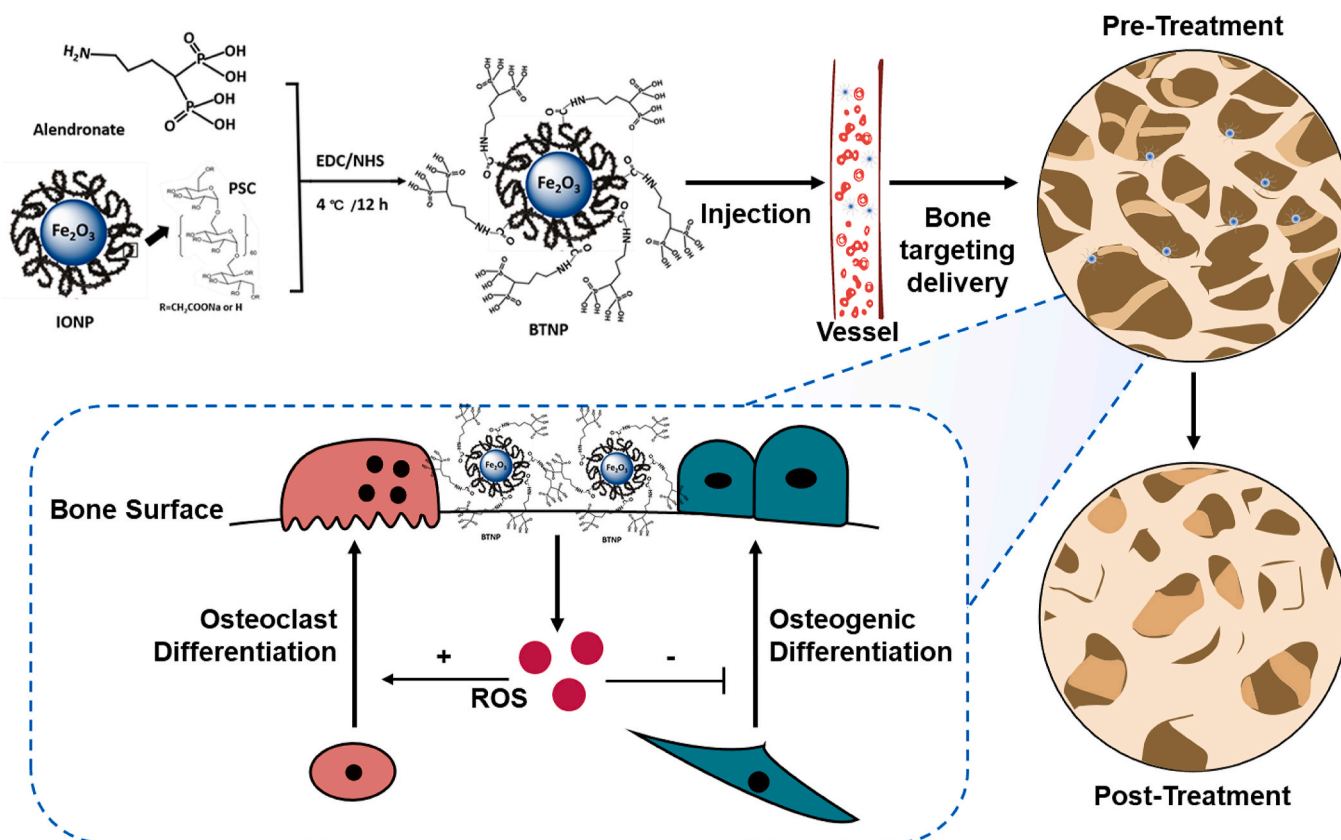 Pre-Treatment
H2N
O
P
OH
OH
P
OH
O
OH
Alendronate
EDC/NHS
4 ℃ /12 h
Fe2O3
PSC
60
R=CH2COONa or H
IONP
Fe2O3
BTNP
Injection
Vessel
Bone
targeting
delivery
Bone Surface
Fe2O3
BTNP
Fe2O3
BTNP
Osteoclast
Differentiation
+
ROS
-
Osteogenic
Differentiation
Post-Treatment